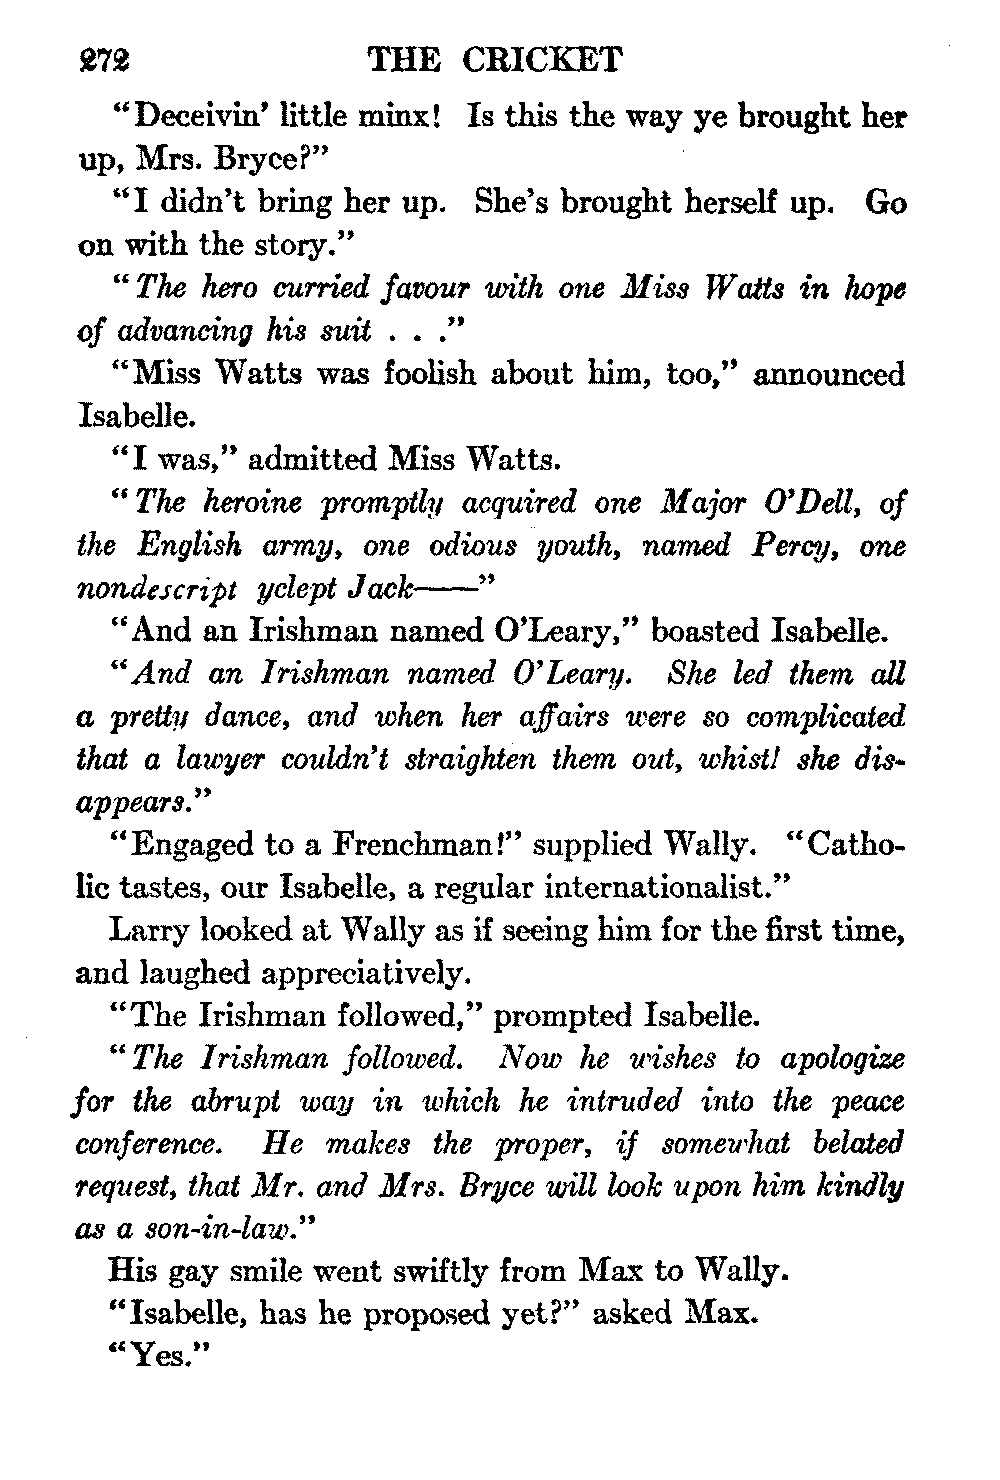 272 THE CRICKET
“Deceivin’ little minx! Is this the way ye brought her
up, Mrs. Bryce?”
“I didn’t bring her up. She’s brought herself up. Go
on with the story.”
“The hero curried favour with one Miss Watts in hope
of advancing his suit . . .”
“Miss Watts was foolish about him, too,” announced
Isabelle.
“I was,” admitted Miss Watts.
“The heroine promptly acquired one Major O’Dell, of
the English army, one odious youth, named Percy, one
nondescript yclept Jack——”
“And an Irishman named O’Leary,” boasted Isabelle.
“And an Irishman named O’Leary. She led them all
a pretty dance, and when her affairs were so complicated
that a lawyer couldn’t straighten them out, whist! she dis-
appears.”
“Engaged to a Frenchman!” supplied Wally. “Catho-
lic tastes, our Isabelle, a regular internationalist.”
Larry looked at Wally as if seeing him for the first time,
and laughed appreciatively.
“The Irishman followed,” prompted Isabelle.
“The Irishman followed. Now he wishes to apologize
for the abrupt way in which he intruded into the peace
conference. He makes the proper, if somewhat belated
request, that Mr. and Mrs. Bryce will look upon him kindly
as a son-in-law.”
His gay smile went swiftly from Max to Wally.
“Isabelle, has he proposed yet?” asked Max.
“Yes.”